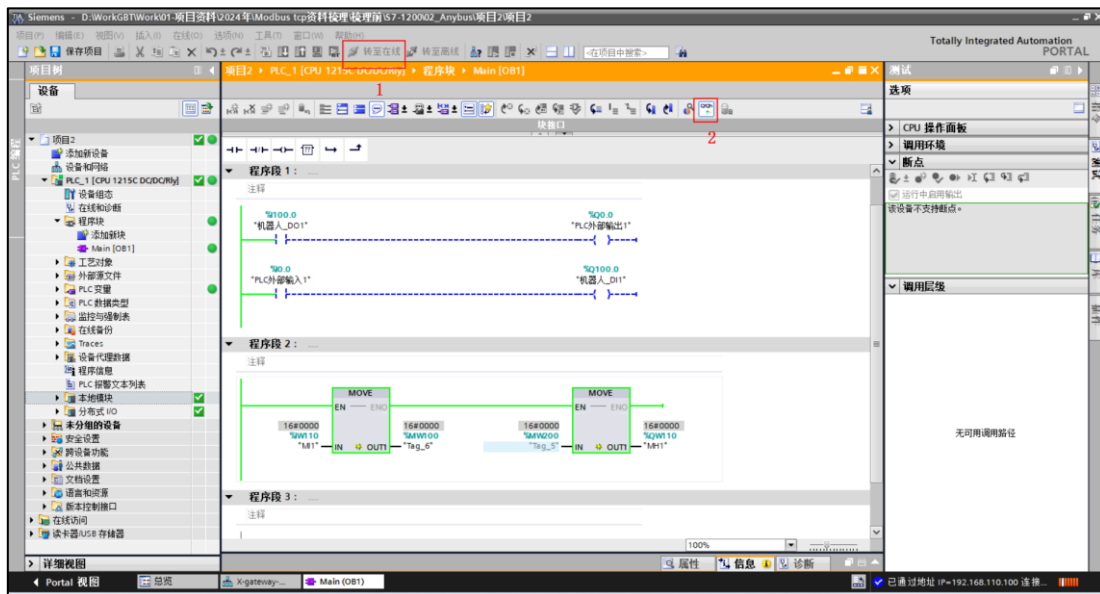 Siemens - D:\WorkGBT\Work\01-项目资料\2024年\Modbus tcp资料梳理\梳理前\S7-1200\02_Anybus\项目2\项目2
项目(P) 编辑(E) 视图(V) 插入(I) 在线(O) 选项(N) 工具(T) 窗口(W) 帮助(H)
Totally Integrated Automation
PORTAL
保存项目
转至在线
转至离线
<在项目中搜索>
1
项目树
项目2 ▸ PLC_1 [CPU 1215C DC/DC/Rly] ▸ 程序块 ▸ Main [OB1]
测试
设备
选项
PLC 编程
2
块接口
项目2
添加新设备
设备和网络
PLC_1 [CPU 1215C DC/DC/Rly]
设备组态
在线和诊断
程序块
添加新块
Main [OB1]
工艺对象
外部源文件
PLC 变量
PLC 数据类型
监控与强制表
在线备份
Traces
设备代理数据
程序信息
PLC 报警文本列表
本地模块
分布式 I/O
未分组的设备
安全设置
跨设备功能
公共数据
文档设置
语言和资源
版本控制接口
在线访问
读卡器/USB 存储器
程序段 1: ....
注释
%I100.0
"机器人_DO1"
%Q0.0
"PLC外部输出1"
%I0.0
"PLC外部输入1"
%Q100.0
"机器人_DI1"
程序段 2: ....
注释
MOVE
EN
ENO
16#0000
%IW110
"MI1"
IN
OUT1
16#0000
%MW100
"Tag_6"
MOVE
EN
ENO
16#0000
%MW200
"Tag_5"
IN
OUT1
16#0000
%QW110
"MH1"
程序段 3: ....
注释
100%
CPU 操作面板
调用环境
断点
运行中启用输出
该设备不支持断点。
调用层级
无可用调用路径
详细视图
属性
信息
诊断
Portal 视图
总览
X-gateway-...
Main (OB1)
已通过地址 IP=192.168.110.100 连接...